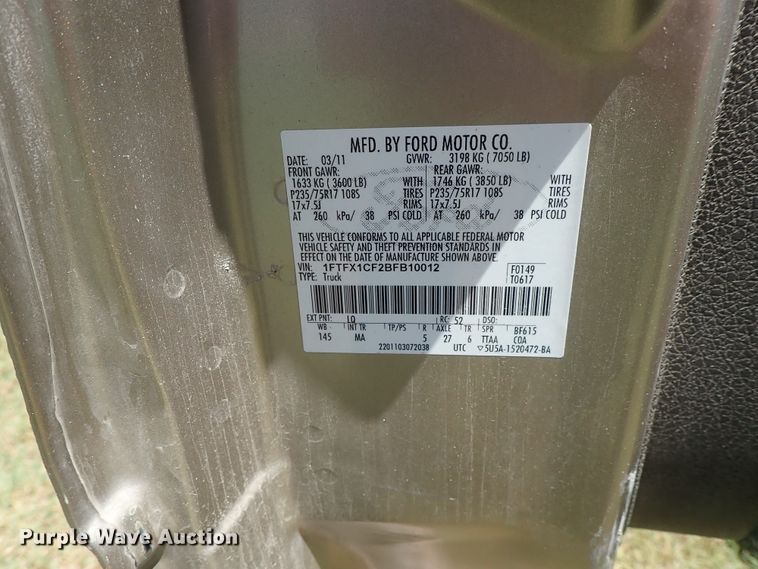 MFD. BY FORD MOTOR CO.
DATE: 03/11 GVWR: 3198 KG ( 7050 LB)
FRONT GAWR: REAR GAWR:
1633 KG ( 3600 LB) WITH 1746 KG ( 3850 LB) WITH
P235/75R17 108S TIRES P235/75R17 108S TIRES
17x7.5J RIMS 17x7.5J RIMS
AT 260 kPa/ 38 PSI COLD AT 260 kPa/ 38 PSI COLD
THIS VEHICLE CONFORMS TO ALL APPLICABLE FEDERAL MOTOR
VEHICLE SAFETY AND THEFT PREVENTION STANDARDS IN
EFFECT ON THE DATE OF MANUFACTURE SHOWN ABOVE.
VIN: 1FTFX1CF2BFB10012 F0149
TYPE: Truck T0617
EXT PNT: LQ RC: 52 DSO:
WB INT TR TP/PS R AXLE TR SPR BF615
145 MA 5 27 6 TTAA CQA
2201103072038 UTC ▽5U5A-1520472-BA
Purple Wave Auction